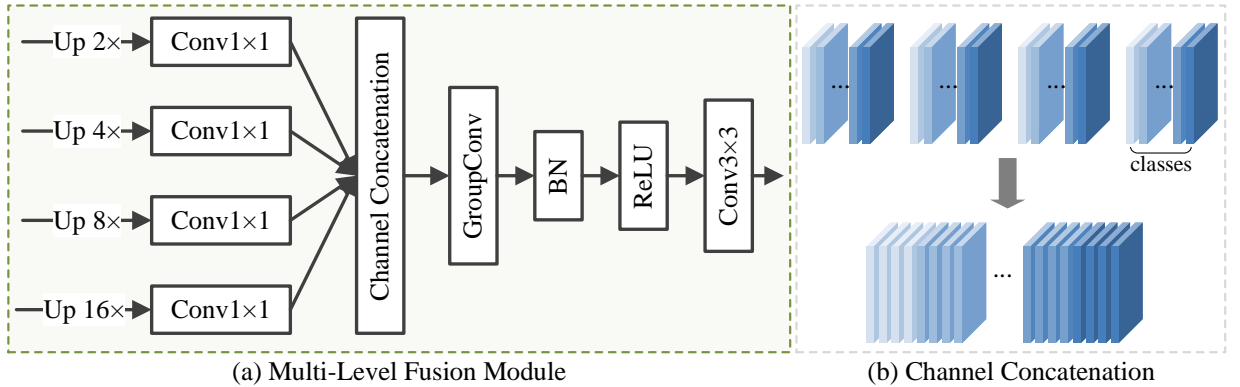 Up 2×
Conv1×1
Up 4×
Conv1×1
Up 8×
Conv1×1
Up 16×
Conv1×1
Channel Concatenation
GroupConv
BN
ReLU
Conv3×3
(a) Multi-Level Fusion Module
...
...
...
...
classes
...
(b) Channel Concatenation